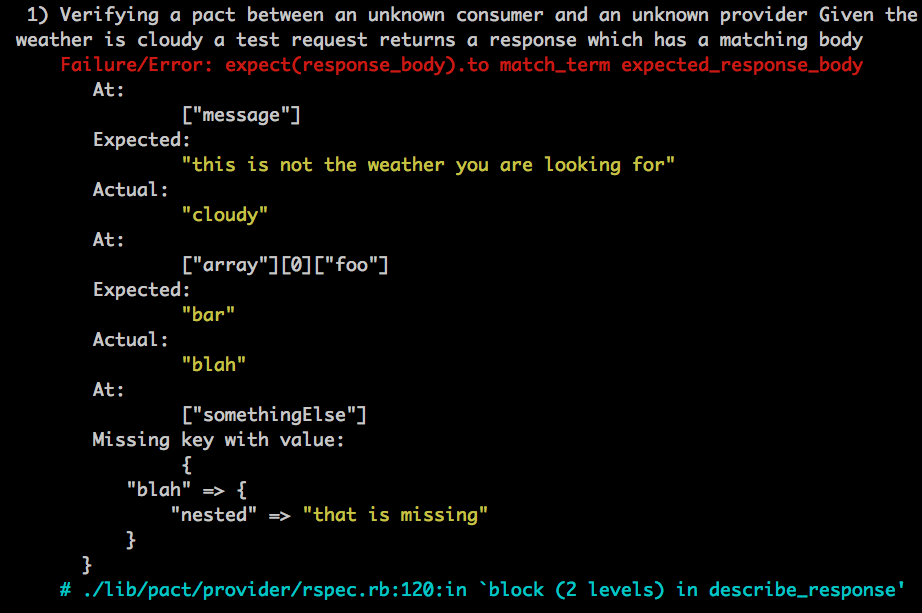 1) Verifying a pact between an unknown consumer and an unknown provider Given the
weather is cloudy a test request returns a response which has a matching body
Failure/Error: expect(response_body).to match_term expected_response_body
At:
["message"]
Expected:
"this is not the weather you are looking for"
Actual:
"cloudy"
At:
["array"][0]["foo"]
Expected:
"bar"
Actual:
"blah"
At:
["somethingElse"]
Missing key with value:
{
"blah" => {
"nested" => "that is missing"
}
}
# ./lib/pact/provider/rspec.rb:120:in `block (2 levels) in describe_response'